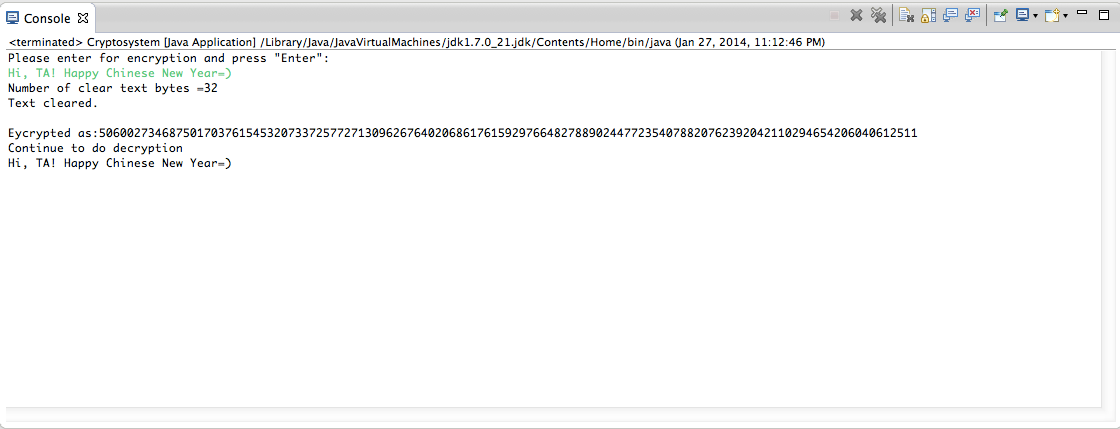 Console
<terminated> Cryptosystem [Java Application] /Library/Java/JavaVirtualMachines/jdk1.7.0_21.jdk/Contents/Home/bin/java (Jan 27, 2014, 11:12:46 PM)
Please enter for encryption and press "Enter":
Hi, TA! Happy Chinese New Year=)
Number of clear text bytes =32
Text cleared.
Eycrypted as:506002734687501703761545320733725772713096267640206861761592976648278890244772354078820762392042110294654206040612511
Continue to do decryption
Hi, TA! Happy Chinese New Year=)